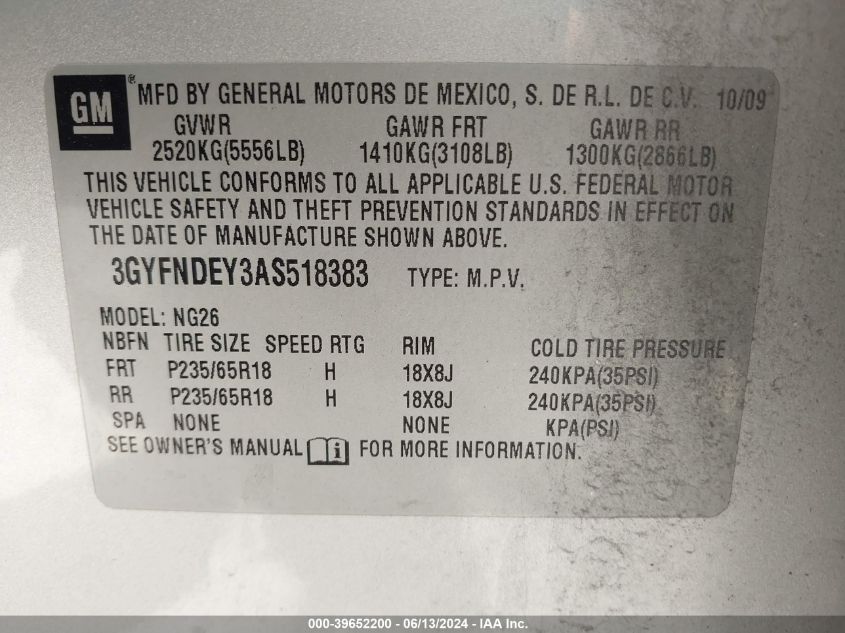 GM® MFD BY GENERAL MOTORS DE MEXICO, S. DE R.L. DE C.V. 10/09
GVWR GAWR FRT GAWR RR
2520KG(5556LB) 1410KG(3108LB) 1300KG(2866LB)
THIS VEHICLE CONFORMS TO ALL APPLICABLE U.S. FEDERAL MOTOR
VEHICLE SAFETY AND THEFT PREVENTION STANDARDS IN EFFECT ON
THE DATE OF MANUFACTURE SHOWN ABOVE.
3GYFNDEY3AS518383 TYPE: M.P.V.
MODEL: NG26
NBFN TIRE SIZE SPEED RTG RIM COLD TIRE PRESSURE
FRT P235/65R18 H 18X8J 240KPA(35PSI)
RR P235/65R18 H 18X8J 240KPA(35PSI)
SPA NONE NONE KPA(PSI)
SEE OWNER'S MANUAL i FOR MORE INFORMATION.
000-39652200 - 06/13/2024 - IAA Inc.